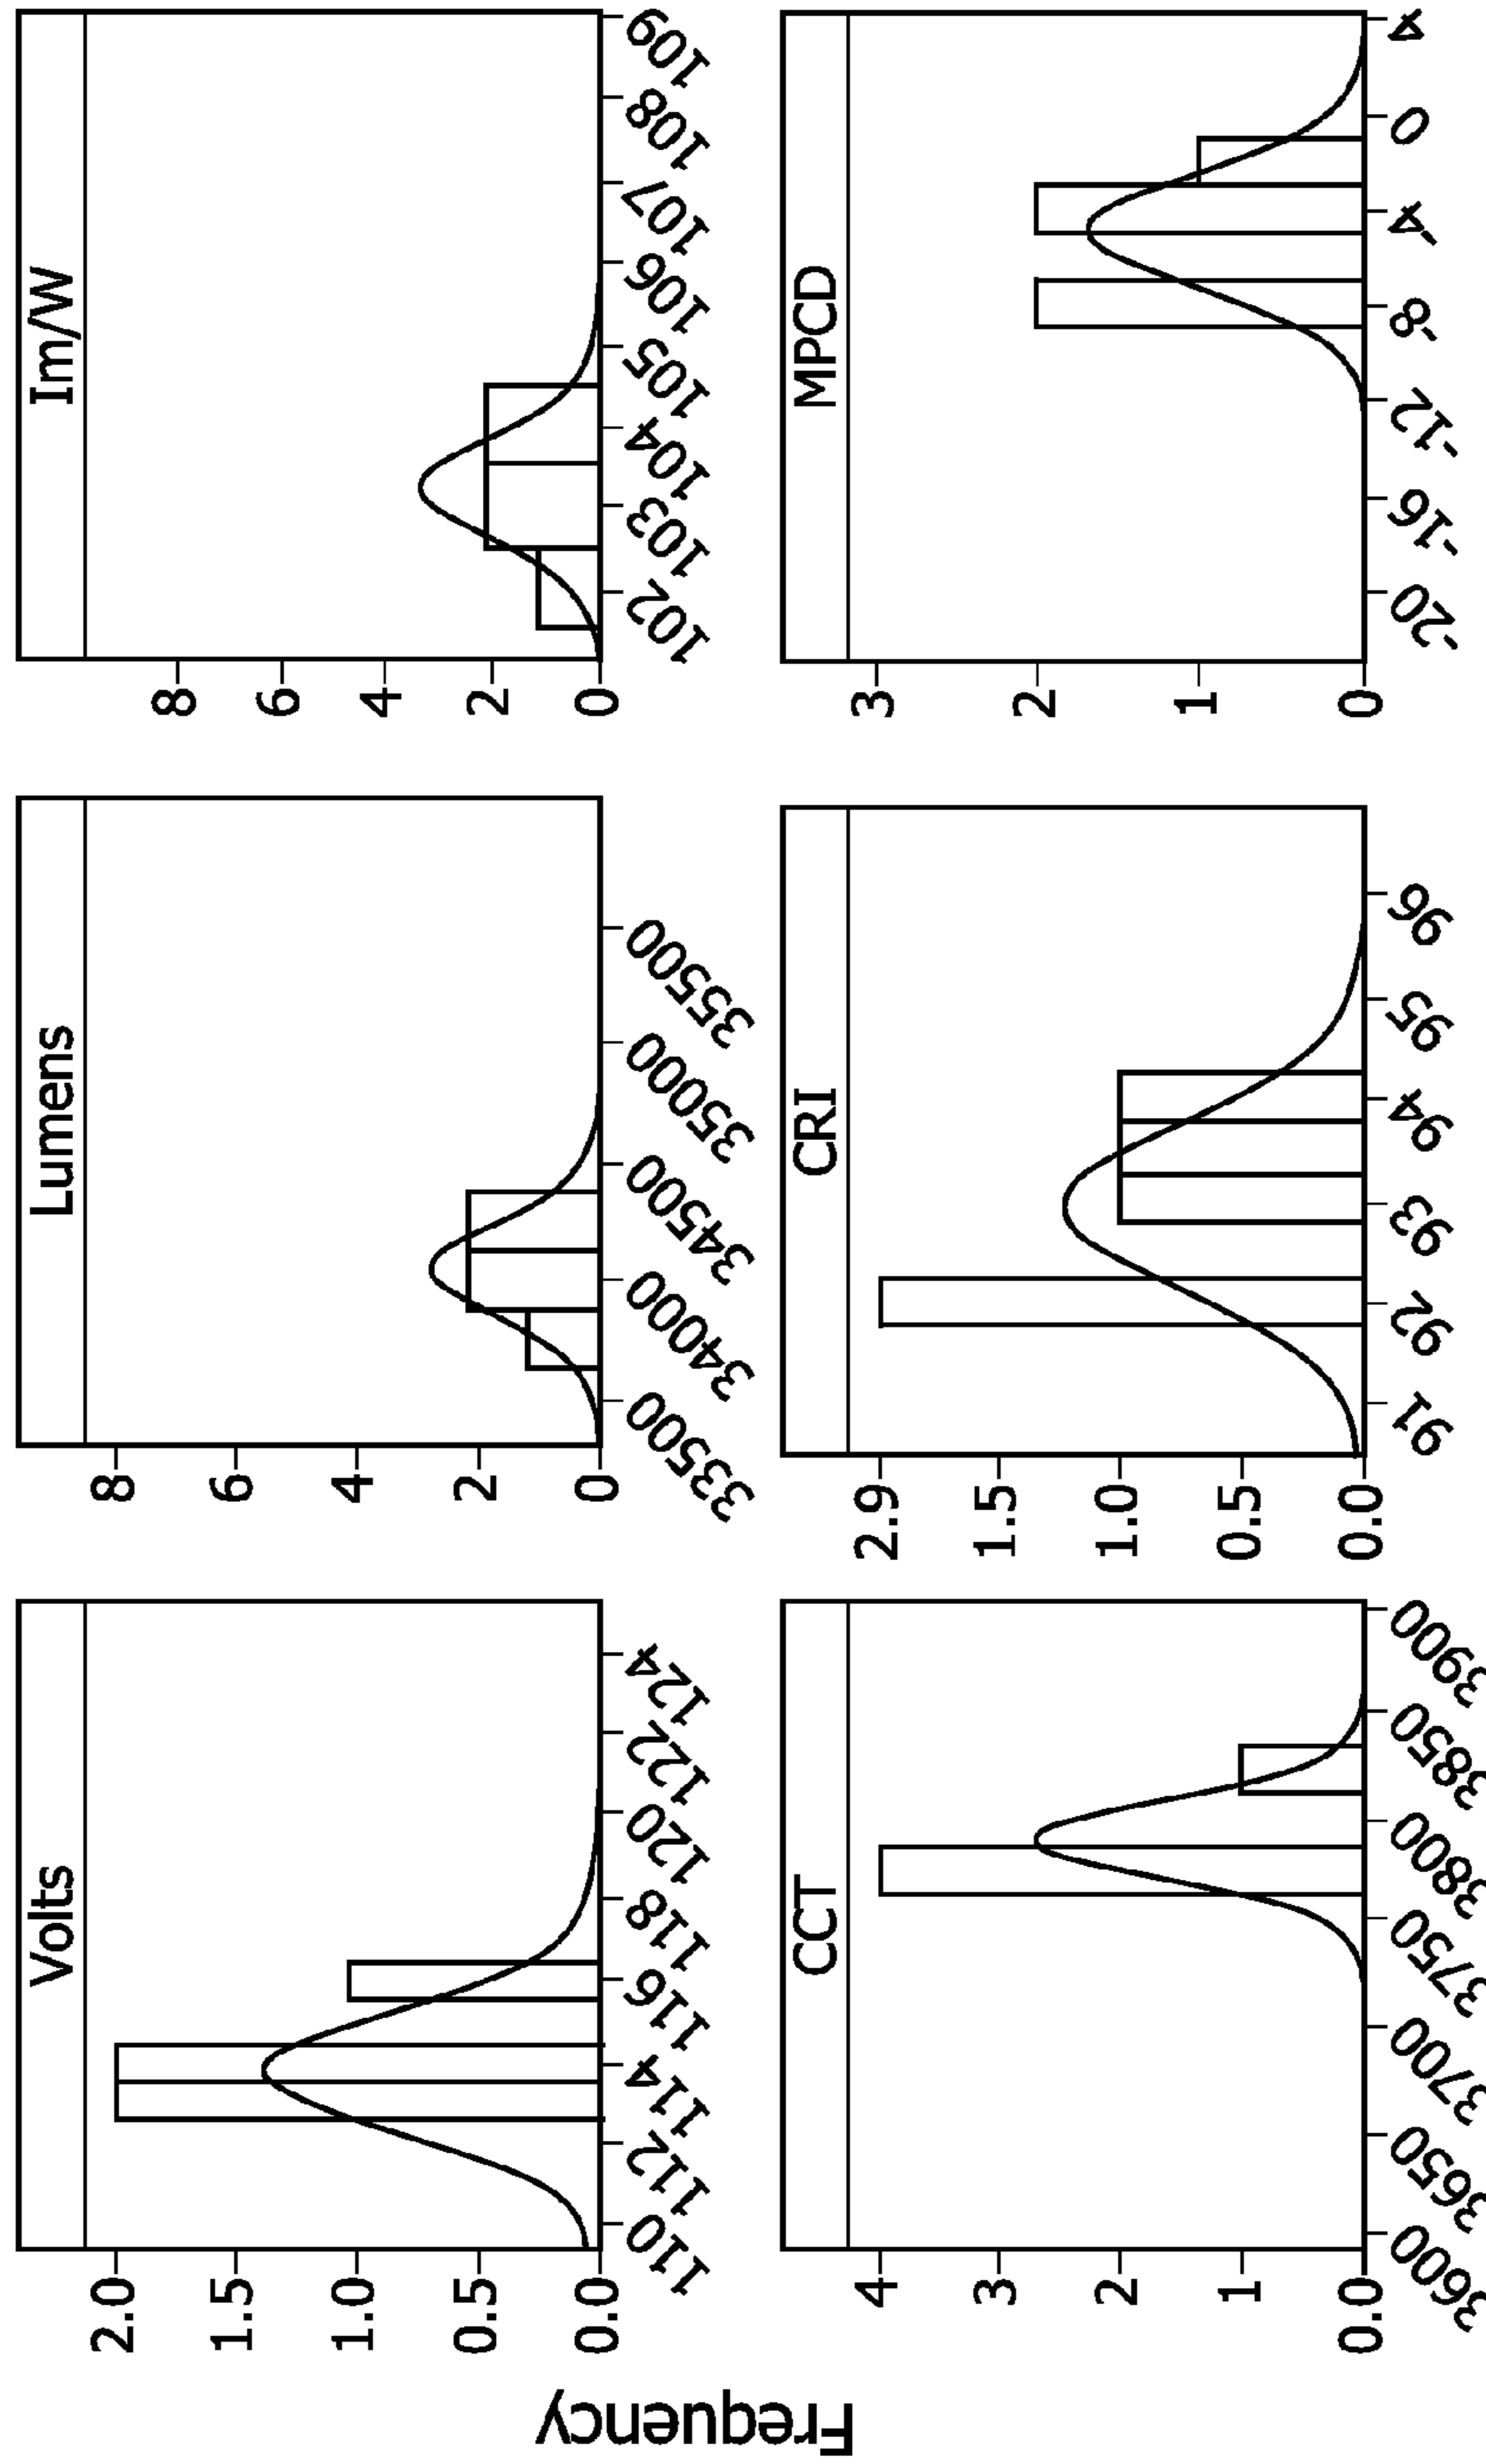 Frequency
Volts
2.0
1.5
1.0
0.5
0.0
110 112 114 116 118 120 122 124
Lumens
8
6
4
2
0
33500 34000 34500 35000 35500
Im/W
8
6
4
2
0
102 103 104 105 106 107 108 109
CCT
4
3
2
1
0.0
3600 3650 3700 3750 3800 3850 3900
CRI
2.9
1.5
1.0
0.5
0.0
91 92 93 94 95 96
MPCD
3
2
1
0
-20 -16 -12 -8 -4 0 4